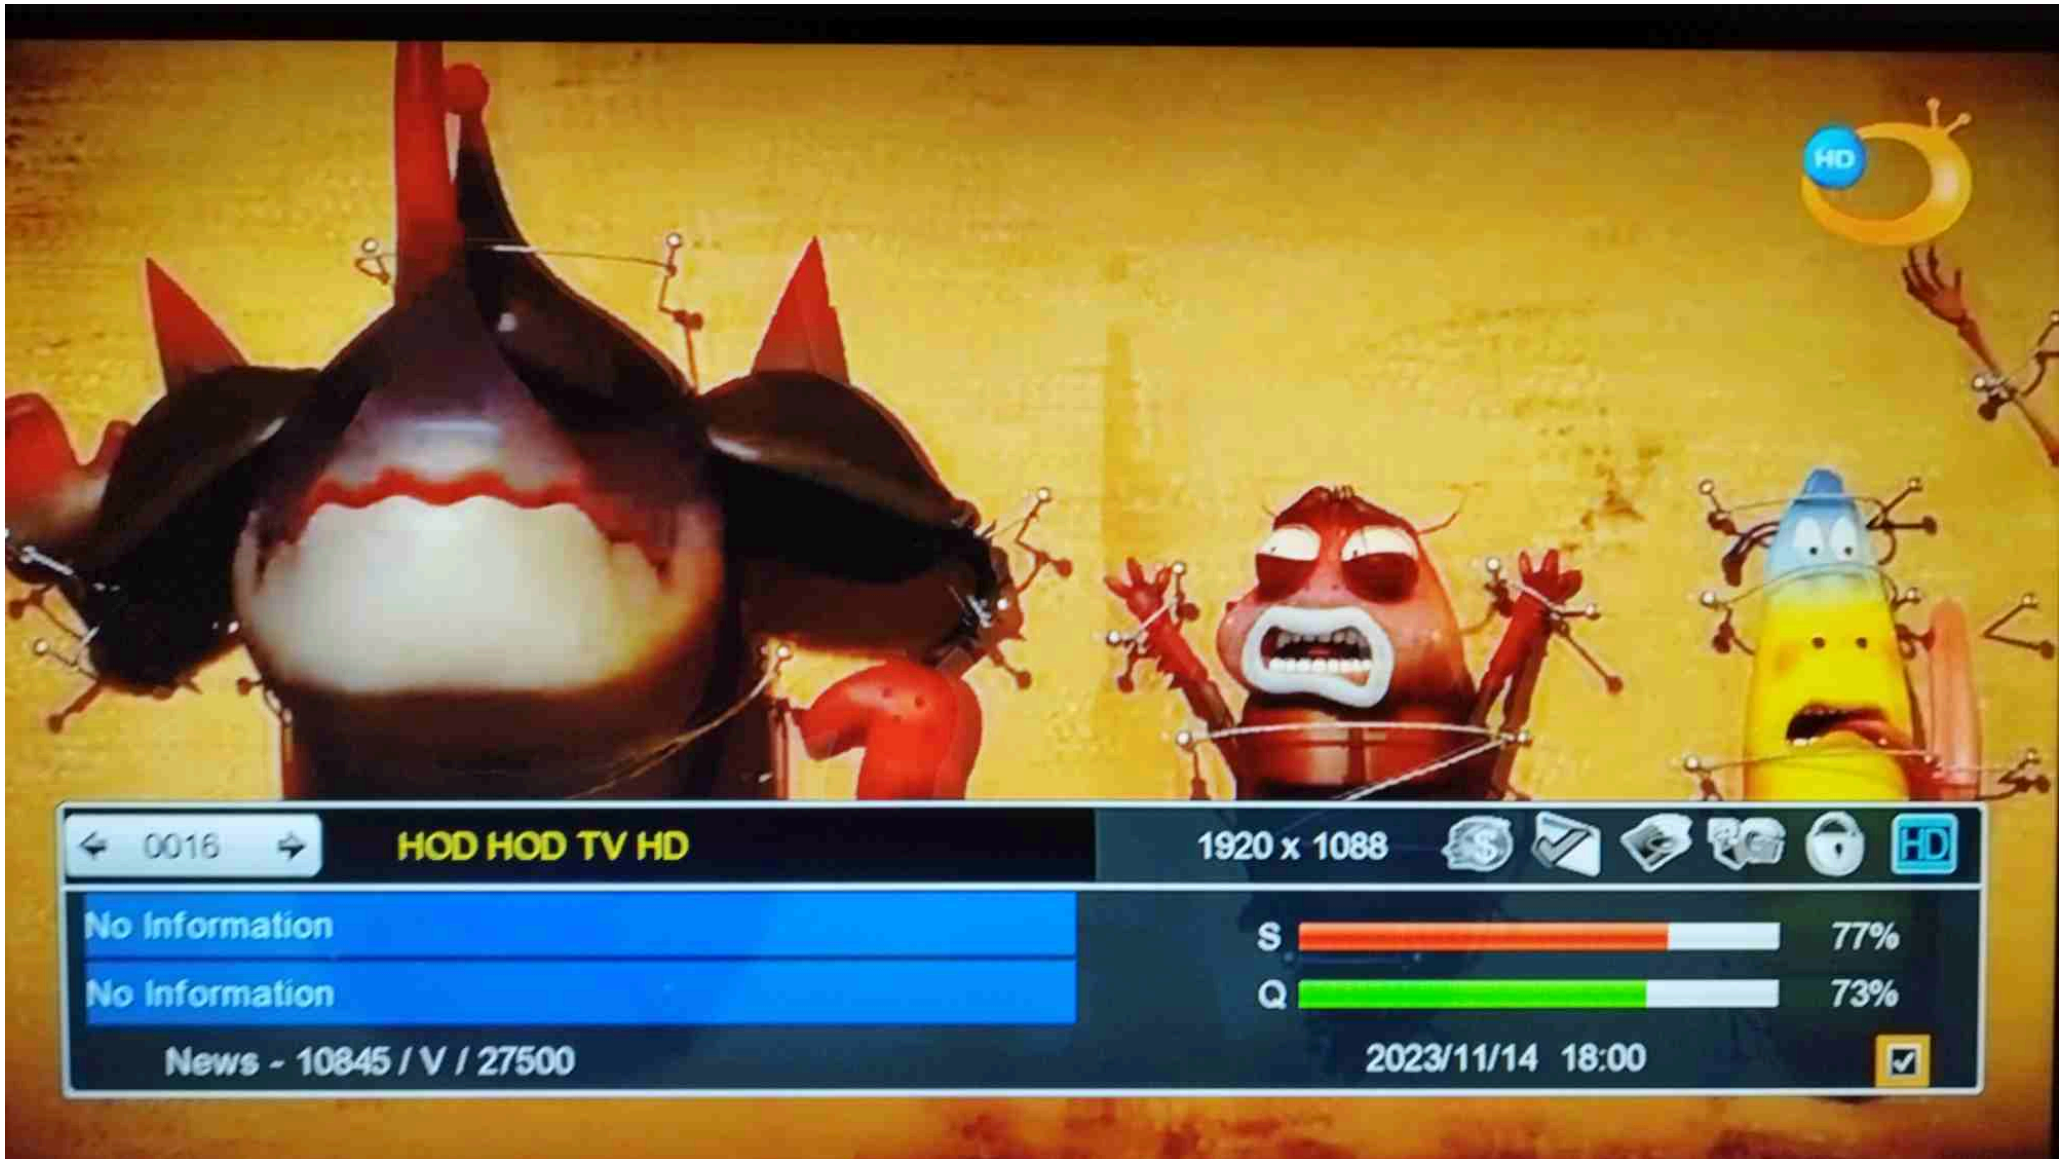 HD
0016
HOD HOD TV HD
1920 x 1088
HD
No Information
No Information
S 77%
Q 73%
News - 10845 / V / 27500
2023/11/14 18:00